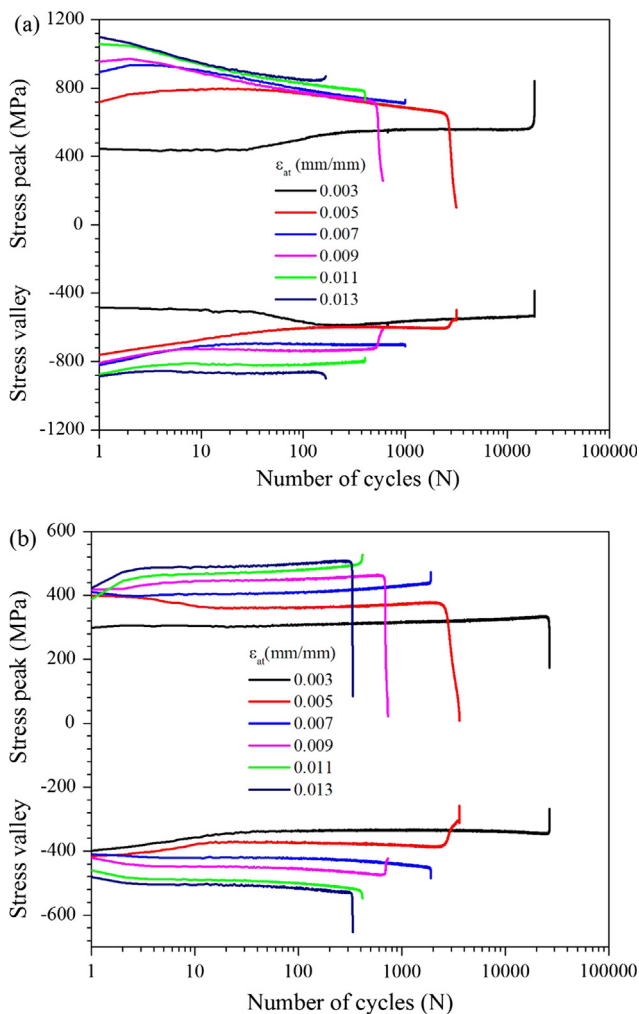 (a)
1200
800
400
0
-400
-800
-1200
Stress peak (MPa)
Stress valley
εat (mm/mm)
0.003
0.005
0.007
0.009
0.011
0.013
1 10 100 1000 10000 100000
Number of cycles (N)
(b)
600
400
200
0
-200
-400
-600
Stress peak (MPa)
Stress valley
εat(mm/mm)
0.003
0.005
0.007
0.009
0.011
0.013
1 10 100 1000 10000 100000
Number of cycles (N)